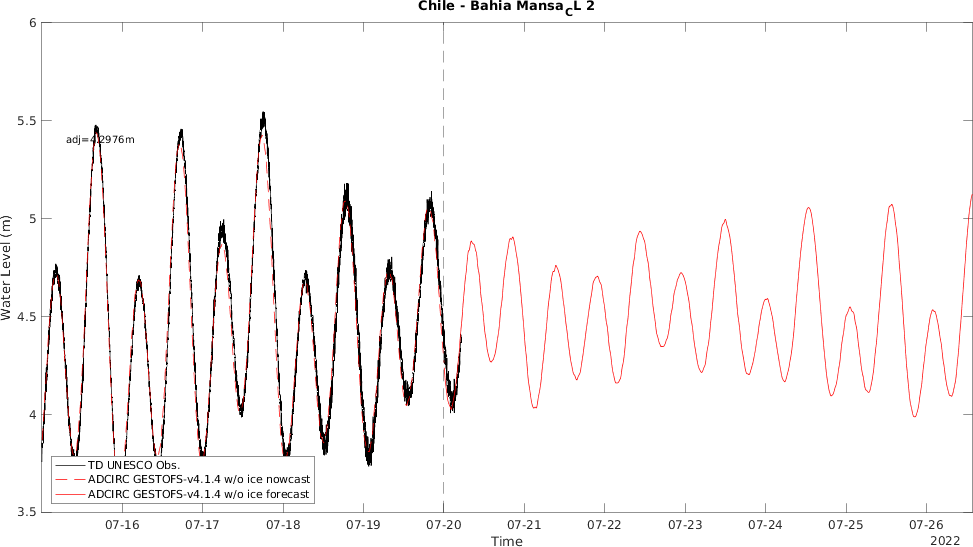 Chile - Bahia MansaCL 2
6
5.5
adj=4.2976m
5
Water Level (m)
4.5
4
TD UNESCO Obs.
ADCIRC GESTOFS-v4.1.4 w/o ice nowcast
ADCIRC GESTOFS-v4.1.4 w/o ice forecast
3.5
07-16 07-17 07-18 07-19 07-20 07-21 07-22 07-23 07-24 07-25 07-26
Time
2022